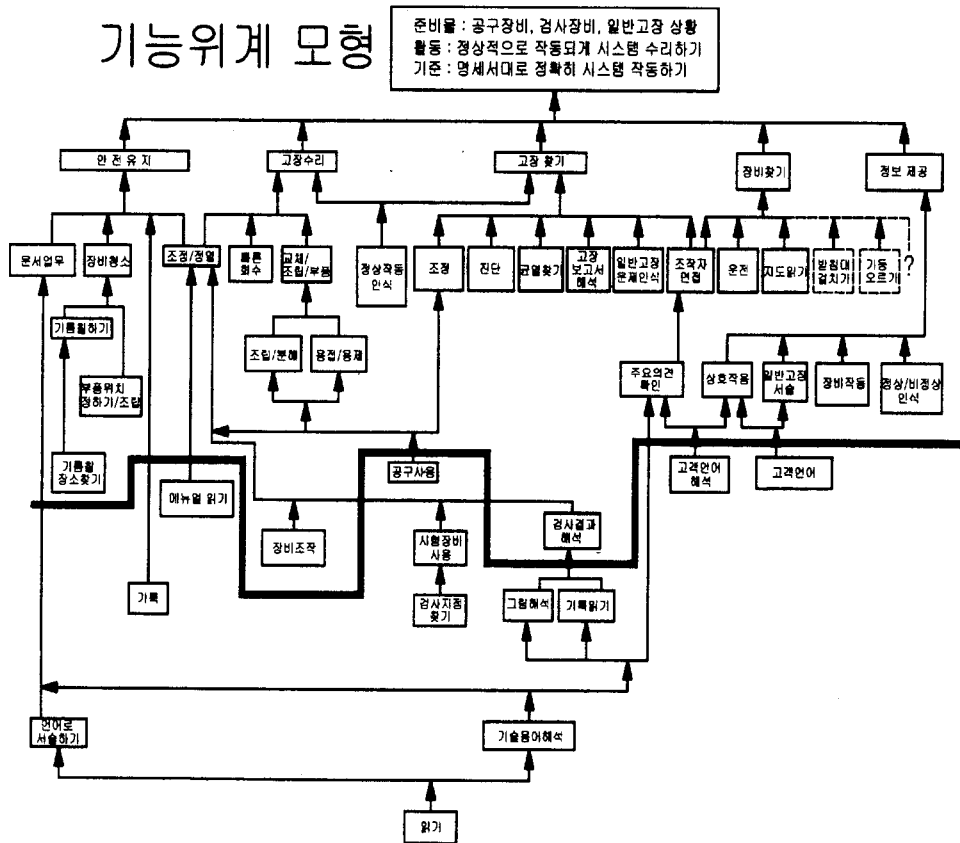 기능위계 모형
준비물 : 공구장비, 검사장비, 일반고장 상황
활동 : 정상적으로 작동되게 시스템 수리하기
기준 : 명세서대로 정확히 시스템 작동하기
안전유지
고장수리
고장 찾기
장비찾기
정보 제공
문서업무
장비청소
조정/정렬
빠른
회수
교체/
조립/부품
정상작동
인식
조정
진단
균열찾기
고장
보고서
해석
일반고장
문제인식
조작자
면접
운전
지도읽기
받침대
걸치기
기둥
오르기
?
기름칠하기
부품위치
정하기/조립
조립/분해
용접/용제
주요의견
확인
상호작용
일반고장
서술
장비작동
정상/비정상
인식
기름칠
장소찾기
메뉴얼 읽기
공구사용
고객언어
해석
고객언어
장비조작
시험장비
사용
검사결과
해석
가록
검사지점
찾기
그림해석
기록읽기
언어로
서술하기
기술용어해석
읽기